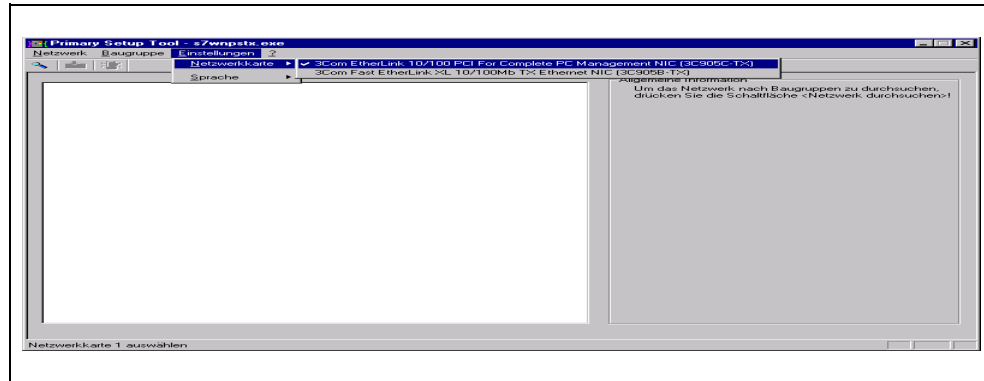 Primary Setup Tool - s7wnpstx.exe
Netzwerk Baugruppe Einstellungen ?
Netzwerkkarte
3Com EtherLink 10/100 PCI For Complete PC Management NIC (3C905C-TX)
3Com Fast EtherLink XL 10/100Mb TX Ethernet NIC (3C905B-TX)
Sprache
Allgemeine Information
Um das Netzwerk nach Baugruppen zu durchsuchen,
drücken Sie die Schaltfläche <Netzwerk durchsuchen>!
Netzwerkkarte 1 auswählen